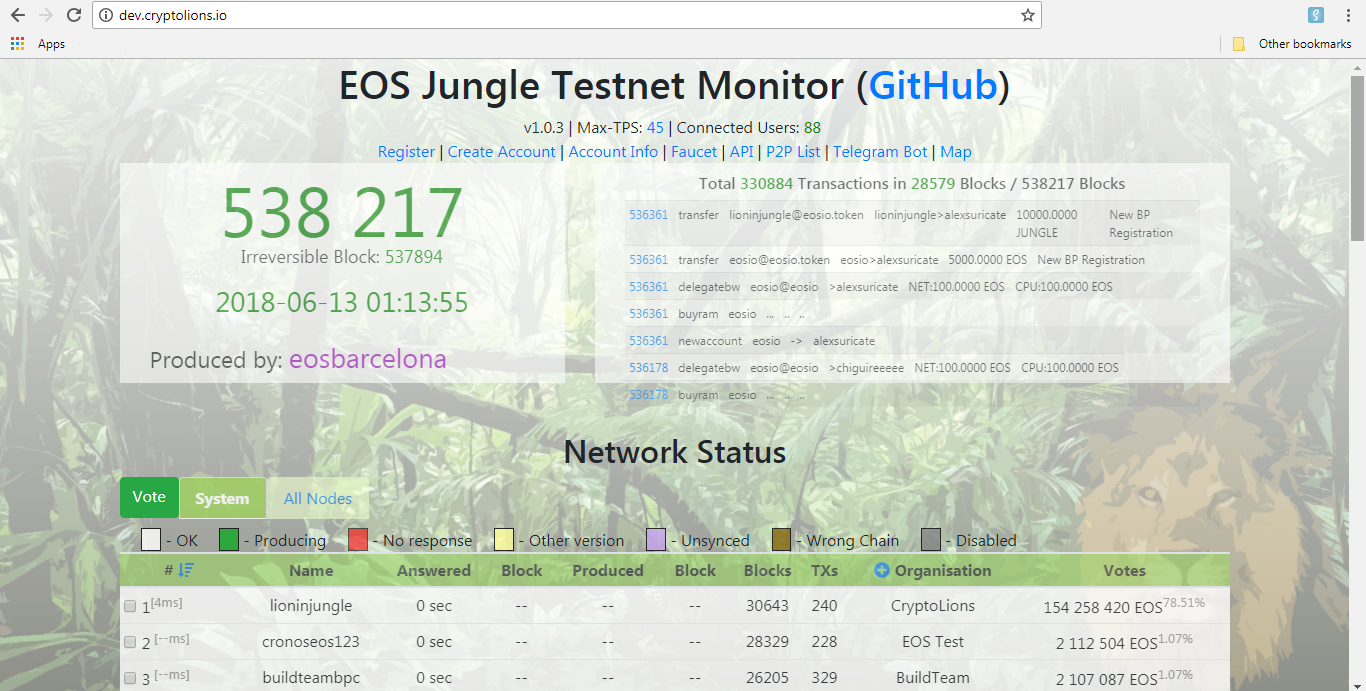 dev.cryptolions.io
Apps
Other bookmarks
EOS Jungle Testnet Monitor (GitHub)
v1.0.3 | Max-TPS: 45 | Connected Users: 88
Register | Create Account | Account Info | Faucet | API | P2P List | Telegram Bot | Map
538 217
Irreversible Block: 537894
2018-06-13 01:13:55
Produced by: eosbarcelona
Total 330884 Transactions in 28579 Blocks / 538217 Blocks
536361 transfer lioninjungle@eosio.token lioninjungle>alexsuricate 10000.0000 New BP
JUNGLE Registration
536361 transfer eosio@eosio.token eosio>alexsuricate 5000.0000 EOS New BP Registration
536361 delegatebw eosio@eosio >alexsuricate NET:100.0000 EOS CPU:100.0000 EOS
536361 buyram eosio ... .. ..
536361 newaccount eosio -> alexsuricate
536178 delegatebw eosio@eosio >chiguireeeee NET:100.0000 EOS CPU:100.0000 EOS
536178 buyram eosio ... .. ..
Network Status
Vote System All Nodes
- OK - Producing - No response - Other version - Unsynced - Wrong Chain - Disabled
# Name Answered Block Produced Block Blocks TXs Organisation Votes
1 [4ms] lioninjungle 0 sec -- -- -- 30643 240 CryptoLions 154 258 420 EOS 78.51%
2 [--ms] cronoseos123 0 sec -- -- -- 28329 228 EOS Test 2 112 504 EOS 1.07%
3 [--ms] buildteambpc 0 sec -- -- -- 26205 329 BuildTeam 2 107 087 EOS 1.07%